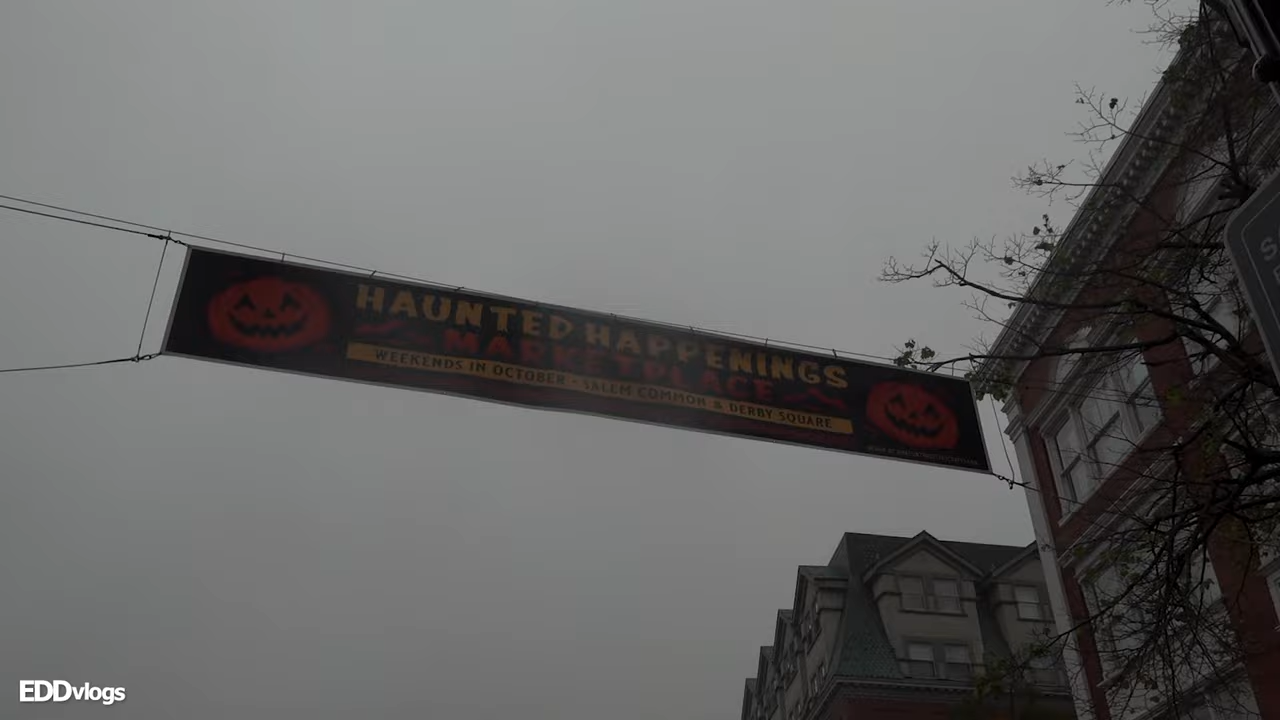 HAUNTED HAPPENINGS
MARKETPLACE
WEEKENDS IN OCTOBER · SALEM COMMON & DERBY SQUARE
S
EDDvlogs